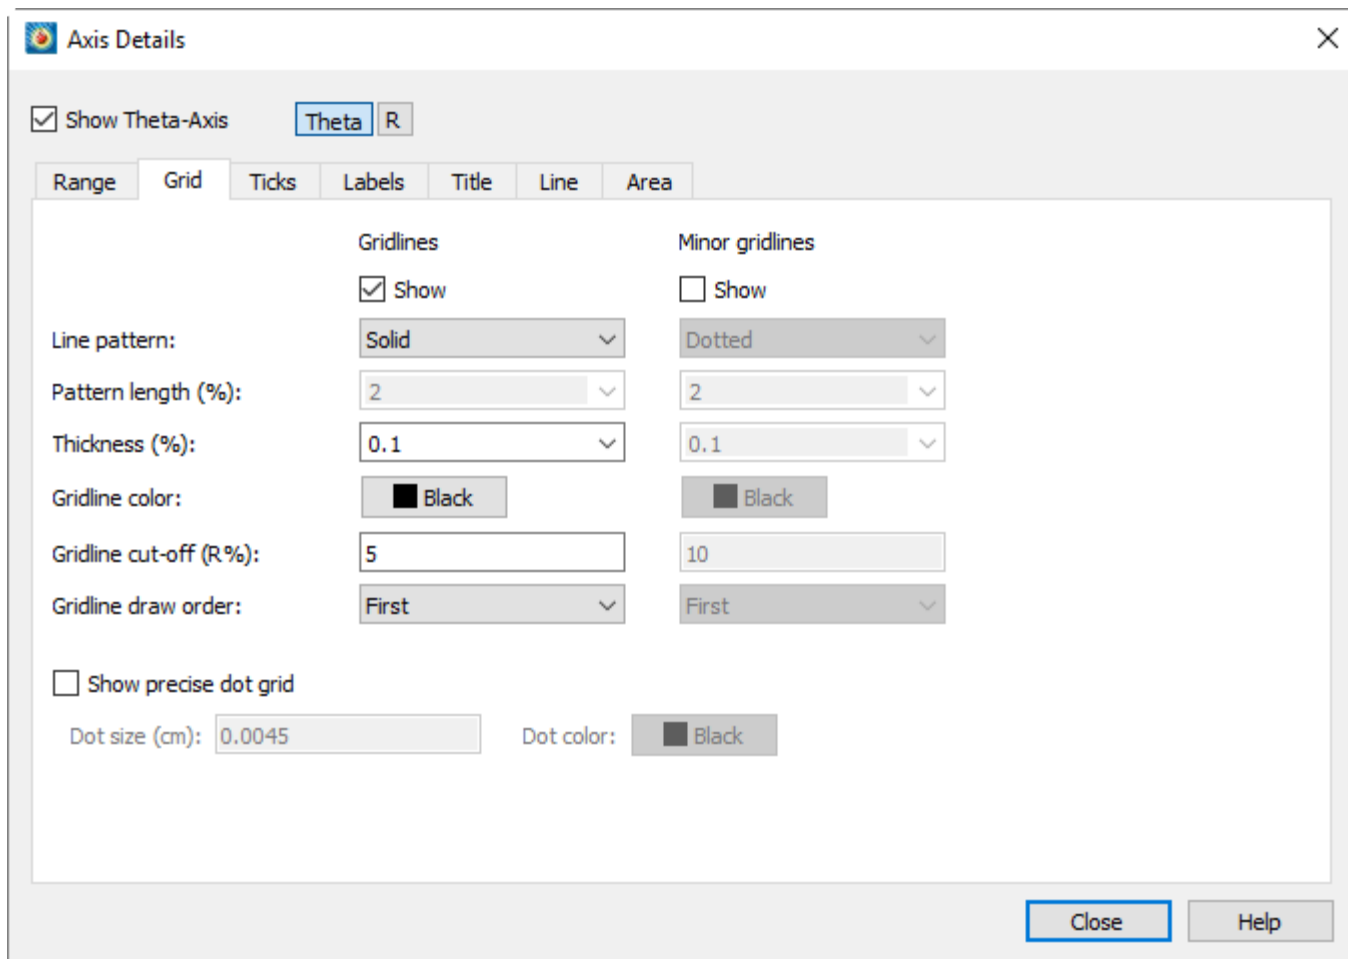 Axis Details
Show Theta-Axis Theta R
Range Grid Ticks Labels Title Line Area
Gridlines Minor gridlines
Show Show
Line pattern: Solid Dotted
Pattern length (%): 2 2
Thickness (%): 0.1 0.1
Gridline color: Black Black
Gridline cut-off (R%): 5 10
Gridline draw order: First First
Show precise dot grid
Dot size (cm): 0.0045 Dot color: Black
Close Help